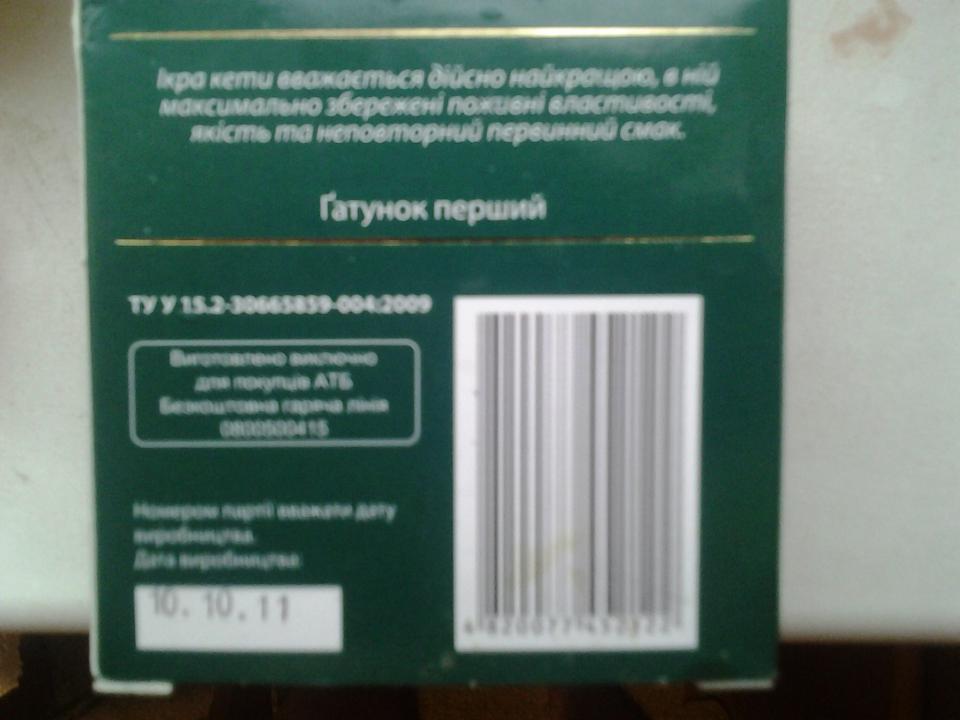 Ікра кети вважається дійсно найкращою, в ній
максимально збережені поживні властивості,
якість та неповторний первинний смак.
Ґатунок перший
ТУ У 15.2-30665859-004:2009
Виготовлено виключно
для покупців АТБ
Безкоштовна гаряча лінія
0800500415
Номером партії вважати дату
виробництва.
Дата виробництва:
10. 10. 11